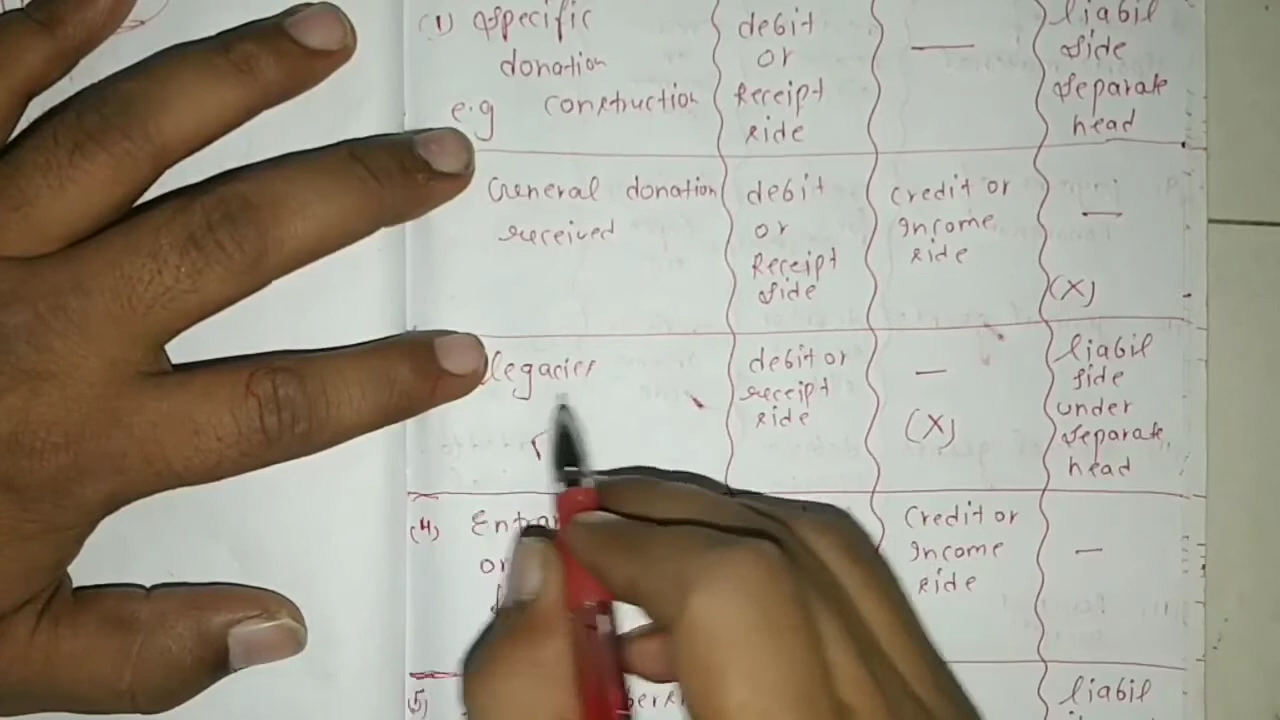 (1) Specific
donation
e.g construction
debit
or
Receipt
side
—
liabil
side
separate
head
General donation
received
debit
or
Receipt
side
Credit or
Income
side
—
(X)
legacies
debit or
receipt
side
—
(X)
liabil
side
under
separate
head
(4)
or
Credit or
Income
side
—
(5)
liabil